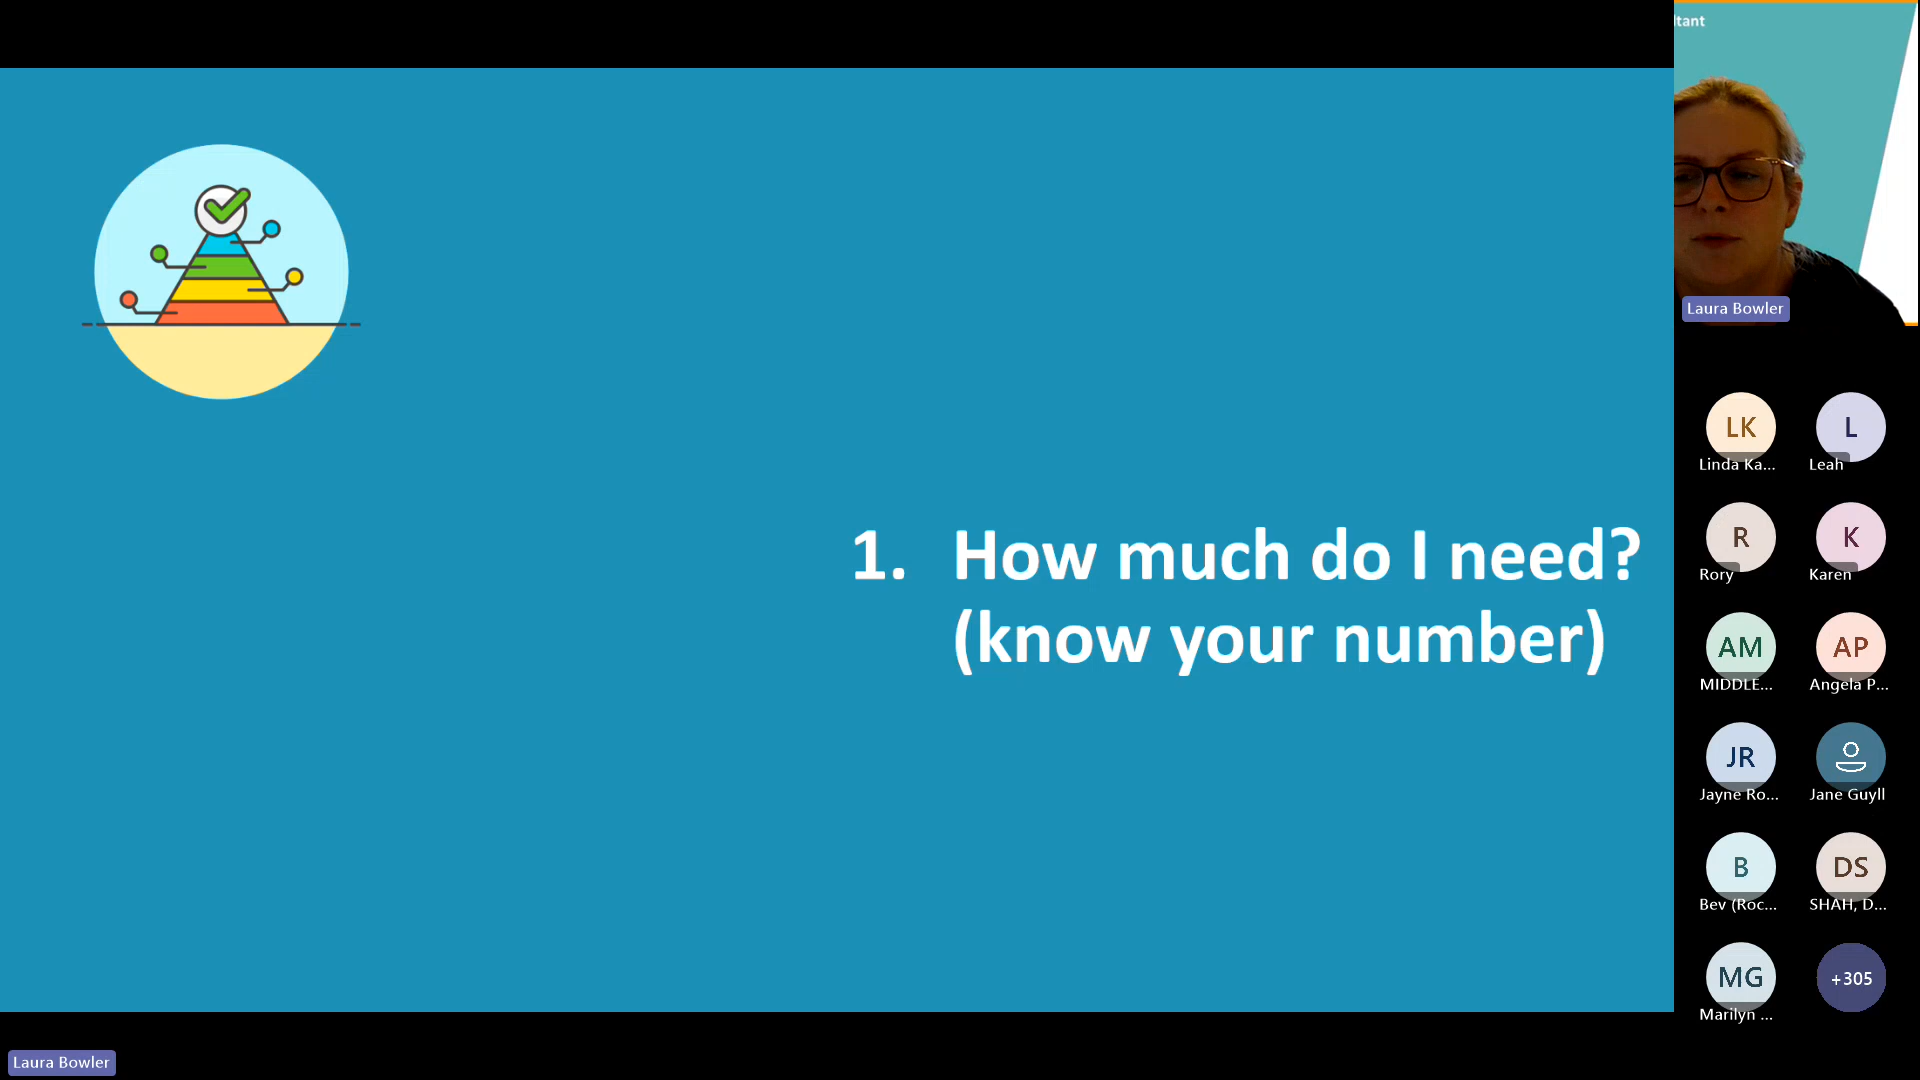 ltant
Laura Bowler
1. How much do I need?
(know your number)
LK
Linda Ka...
L
Leah
R
Rory
K
Karen
AM
MIDDLE...
AP
Angela P...
JR
Jayne Ro...
Jane Guyll
B
Bev (Roc...
DS
SHAH, D...
MG
Marilyn ...
+305
Laura Bowler